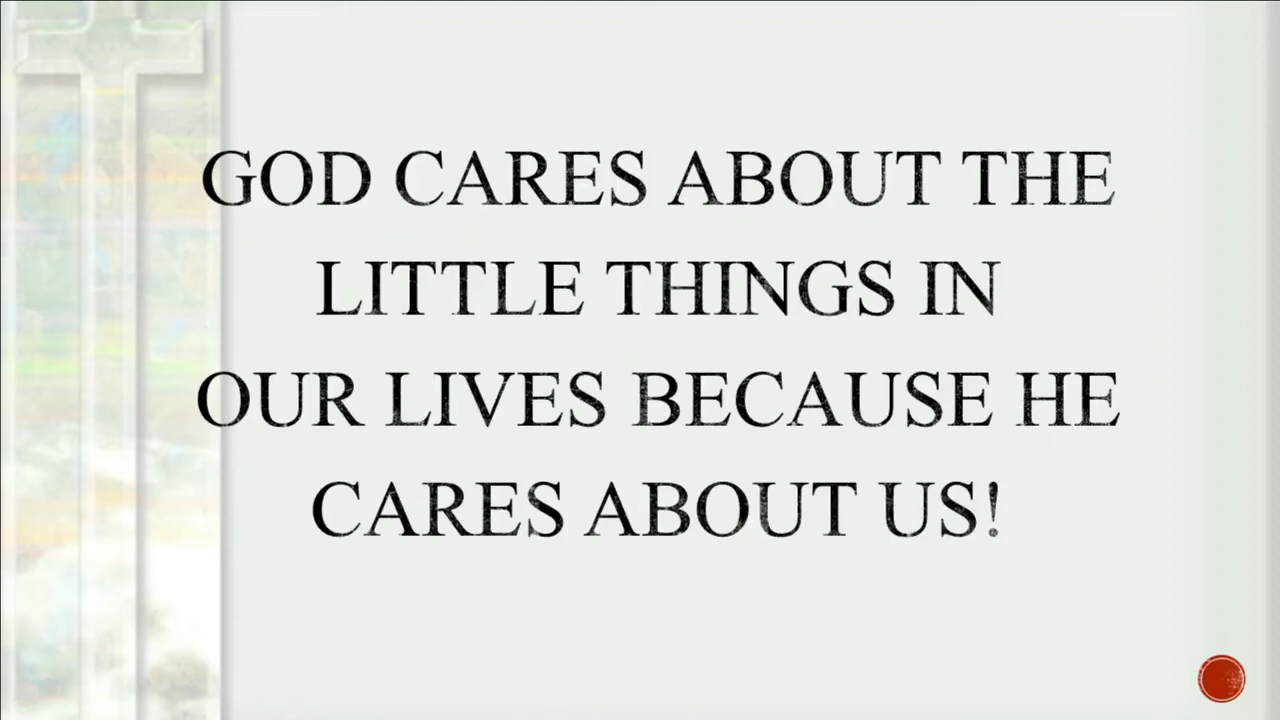 GOD CARES ABOUT THE
LITTLE THINGS IN
OUR LIVES BECAUSE HE
CARES ABOUT US!